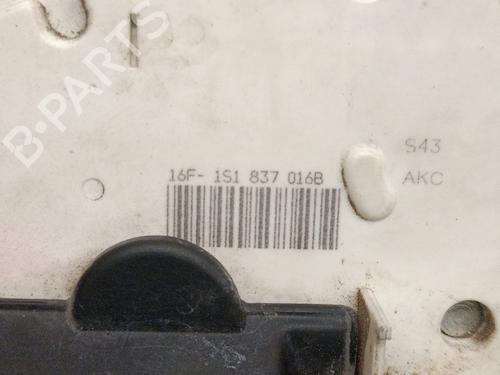 B-PARTS
S43
16F- 1S1 837 016B
AKC